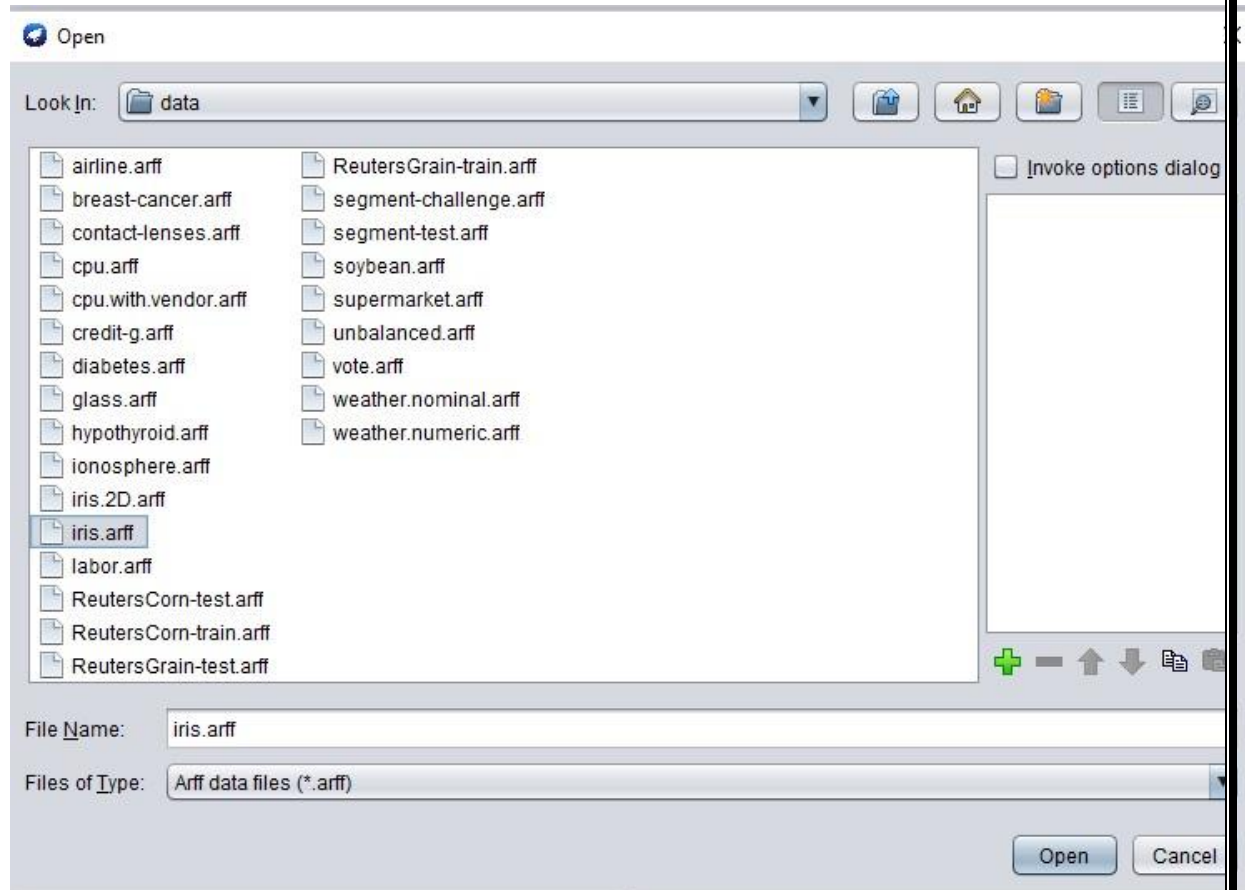 Open
Look In: data
airline.arff
breast-cancer.arff
contact-lenses.arff
cpu.arff
cpu.with.vendor.arff
credit-g.arff
diabetes.arff
glass.arff
hypothyroid.arff
ionosphere.arff
iris.2D.arff
iris.arff
labor.arff
ReutersCorn-test.arff
ReutersCorn-train.arff
ReutersGrain-test.arff
ReutersGrain-train.arff
segment-challenge.arff
segment-test.arff
soybean.arff
supermarket.arff
unbalanced.arff
vote.arff
weather.nominal.arff
weather.numeric.arff
Invoke options dialog
File Name: iris.arff
Files of Type: Arff data files (*.arff)
Open Cancel